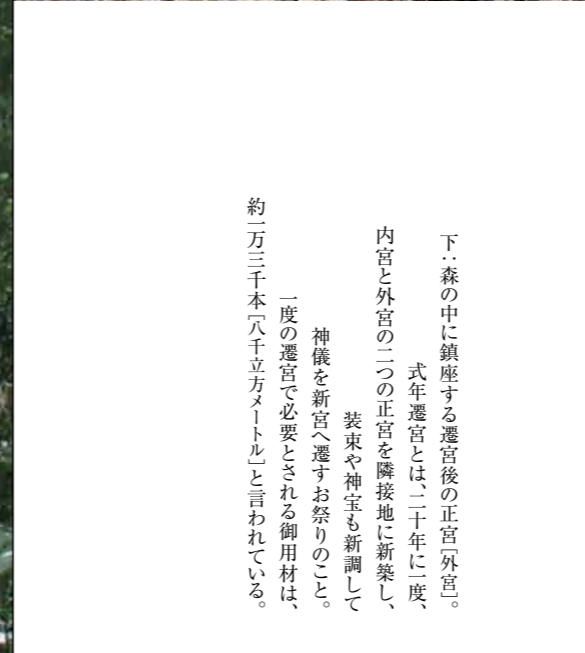 下：森の中に鎮座する遷宮後の正宮［外宮］。
式年遷宮とは、二十年に一度、
内宮と外宮の二つの正宮を隣接地に新築し、
装束や神宝も新調して
神儀を新宮へ遷すお祭りのこと。
一度の遷宮で必要とされる御用材は、
約一万三千本［八千立方メートル］と言われている。